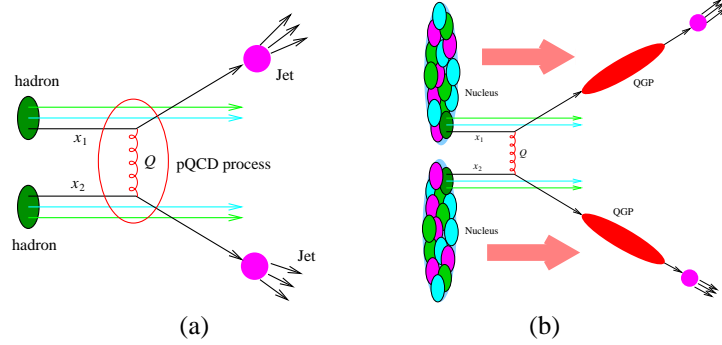 hadron
Jet
x1
Q
pQCD process
x2
hadron
Jet
(a)
Nucleus
QGP
x1
Q
x2
Nucleus
QGP
(b)